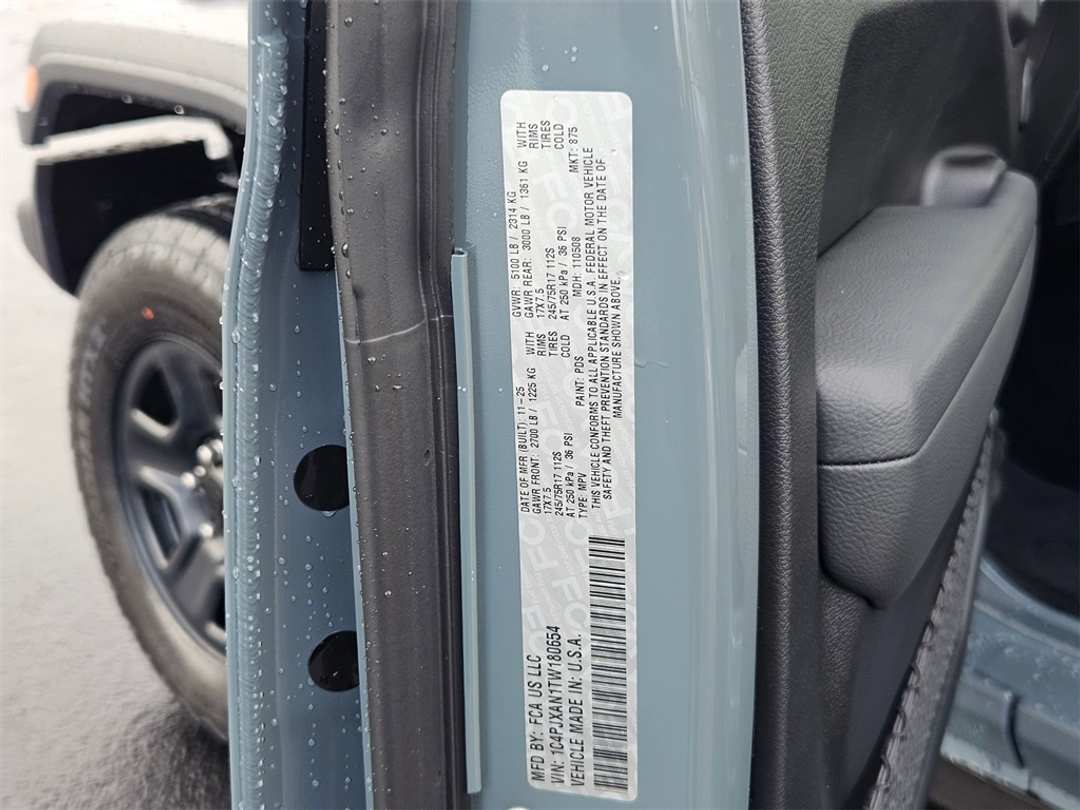 MFD BY: FCA US LLC
VIN: 1C4PJXAN1TW180654
VEHICLE MADE IN: U.S.A.
DATE OF MFR (BUILT): 11-25 GVWR: 5100 LB / 2314 KG
GAWR FRONT: 2700 LB / 1225 KG WITH GAWR REAR: 3000 LB / 1361 KG WITH
17X7.5 RIMS 17X7.5 RIMS
245/75R17 112S TIRES 245/75R17 112S TIRES
AT 250 kPa / 36 PSI COLD AT 250 kPa / 36 PSI COLD
TYPE: MPV PAINT: PDS MDH: 110508 MKT: 875
THIS VEHICLE CONFORMS TO ALL APPLICABLE U.S.A. FEDERAL MOTOR VEHICLE
SAFETY AND THEFT PREVENTION STANDARDS IN EFFECT ON THE DATE OF
MANUFACTURE SHOWN ABOVE.